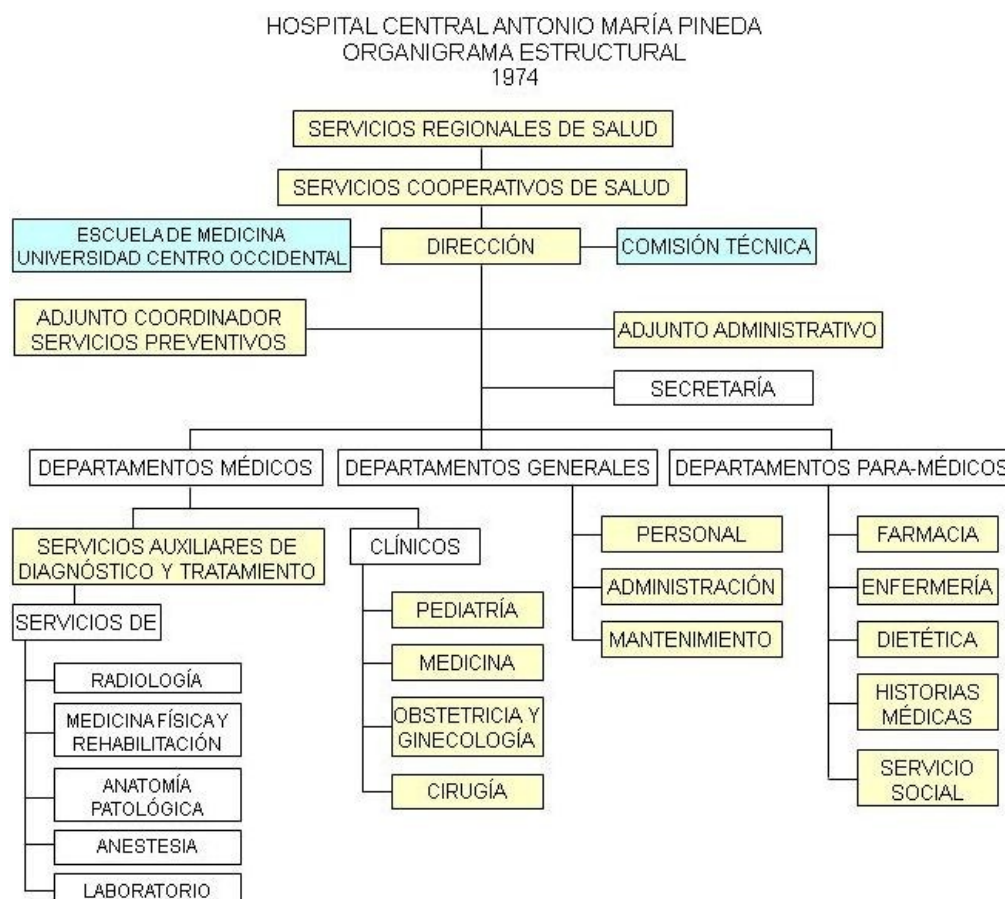 HOSPITAL CENTRAL ANTONIO MARÍA PINEDA
ORGANIGRAMA ESTRUCTURAL
1974
SERVICIOS REGIONALES DE SALUD
SERVICIOS COOPERATIVOS DE SALUD
ESCUELA DE MEDICINA
UNIVERSIDAD CENTRO OCCIDENTAL
DIRECCIÓN
COMISIÓN TÉCNICA
ADJUNTO COORDINADOR
SERVICIOS PREVENTIVOS
ADJUNTO ADMINISTRATIVO
SECRETARÍA
DEPARTAMENTOS MÉDICOS
DEPARTAMENTOS GENERALES
DEPARTAMENTOS PARA-MÉDICOS
SERVICIOS AUXILIARES DE
DIAGNÓSTICO Y TRATAMIENTO
SERVICIOS DE
RADIOLOGÍA
MEDICINA FÍSICA Y
REHABILITACIÓN
ANATOMÍA
PATOLÓGICA
ANESTESIA
LABORATORIO
CLÍNICOS
PEDIATRÍA
MEDICINA
OBSTETRICIA Y
GINECOLOGÍA
CIRUGÍA
PERSONAL
ADMINISTRACIÓN
MANTENIMIENTO
FARMACIA
ENFERMERÍA
DIETÉTICA
HISTORIAS
MÉDICAS
SERVICIO
SOCIAL